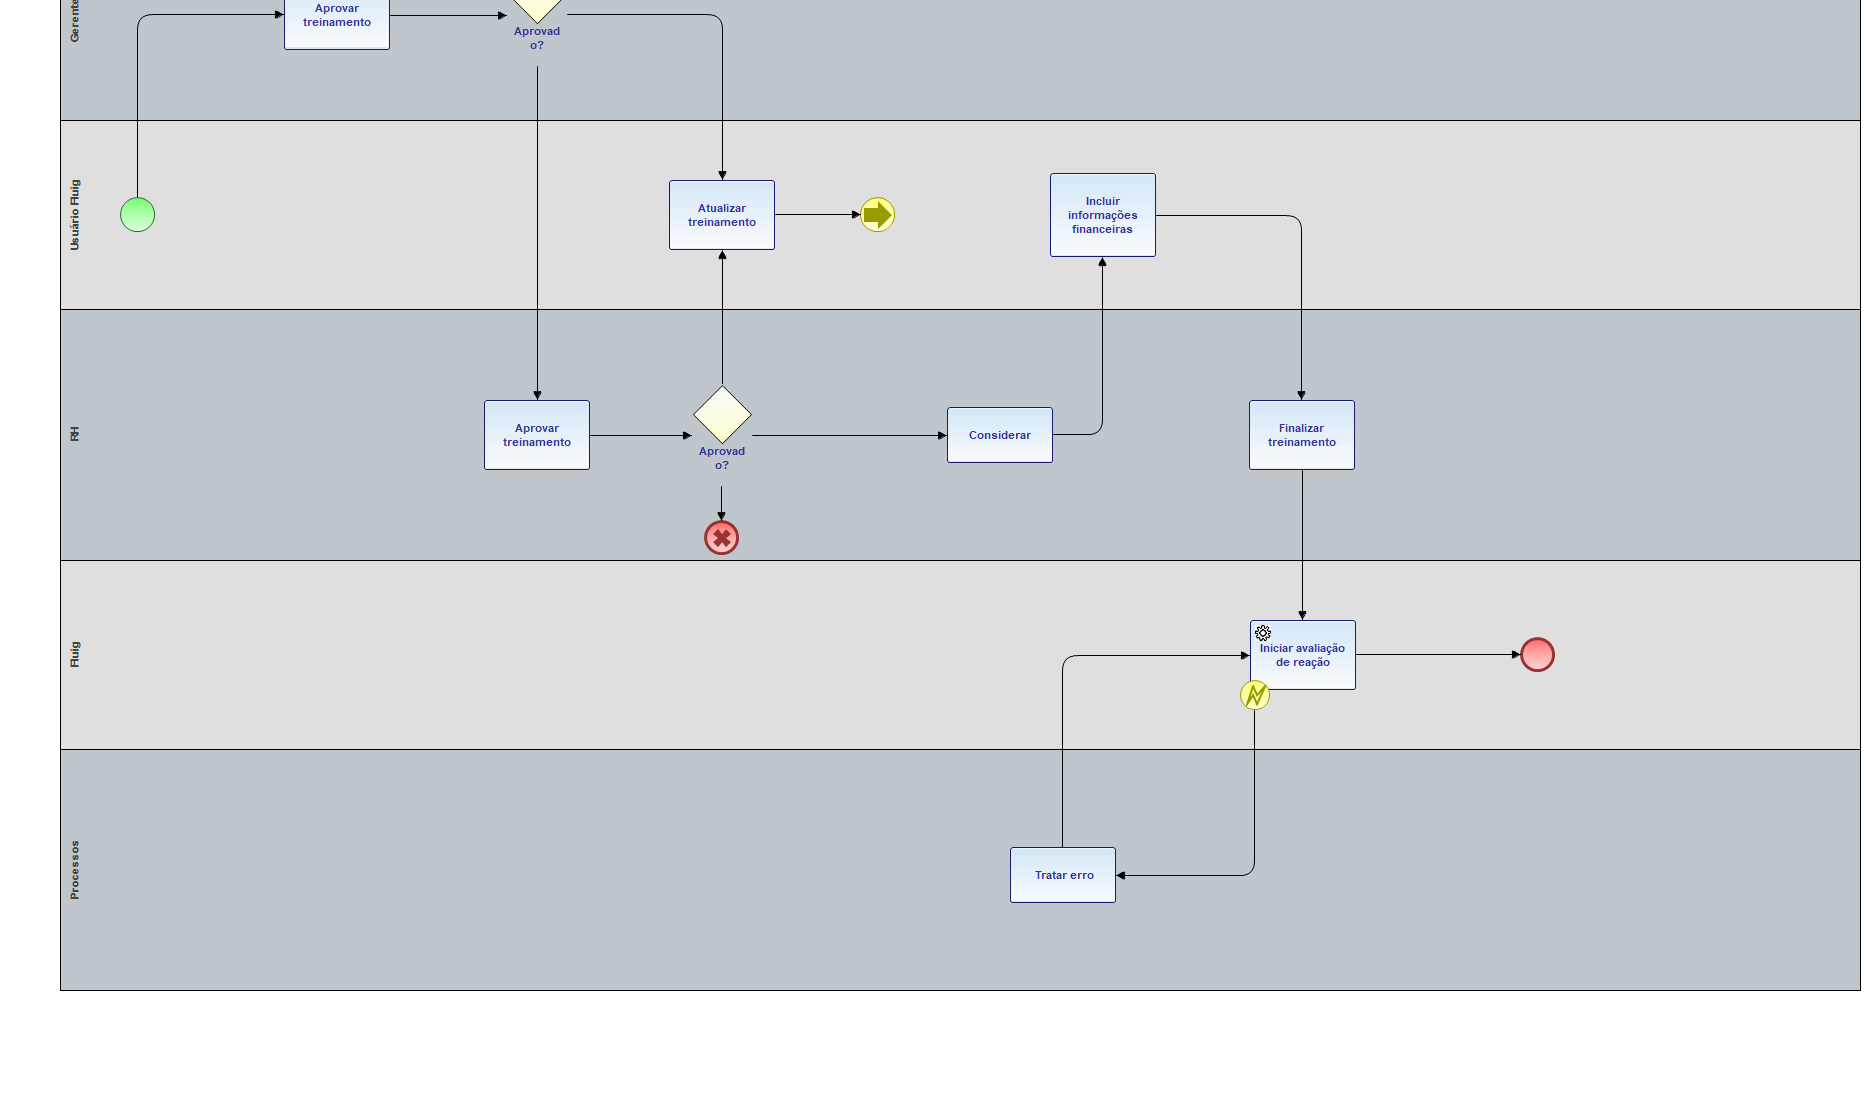 Gerente
Aprovar
treinamento
Aprovad
o?
Usuário Fluig
Atualizar
treinamento
Incluir
informações
financeiras
RH
Aprovar
treinamento
Aprovad
o?
Considerar
Finalizar
treinamento
Fluig
Iniciar avaliação
de reação
Processos
Tratar erro